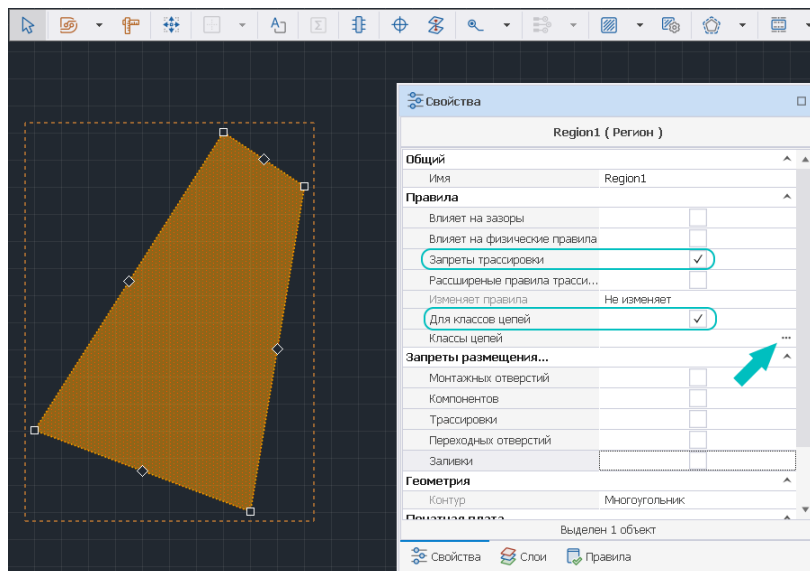 Свойства
Region1 ( Регион )
Общий
Имя Region1
Правила
Влияет на зазоры
Влияет на физические правила
Запреты трассировки
Расширеные правила трасси...
Изменяет правила Не изменяет
Для классов цепей
Классы цепей ...
Запреты размещения...
Монтажных отверстий
Компонентов
Трассировки
Переходных отверстий
Заливки
Геометрия
Контур Многоугольник
Печатная плата
Выделен 1 объект
Свойства Слои Правила